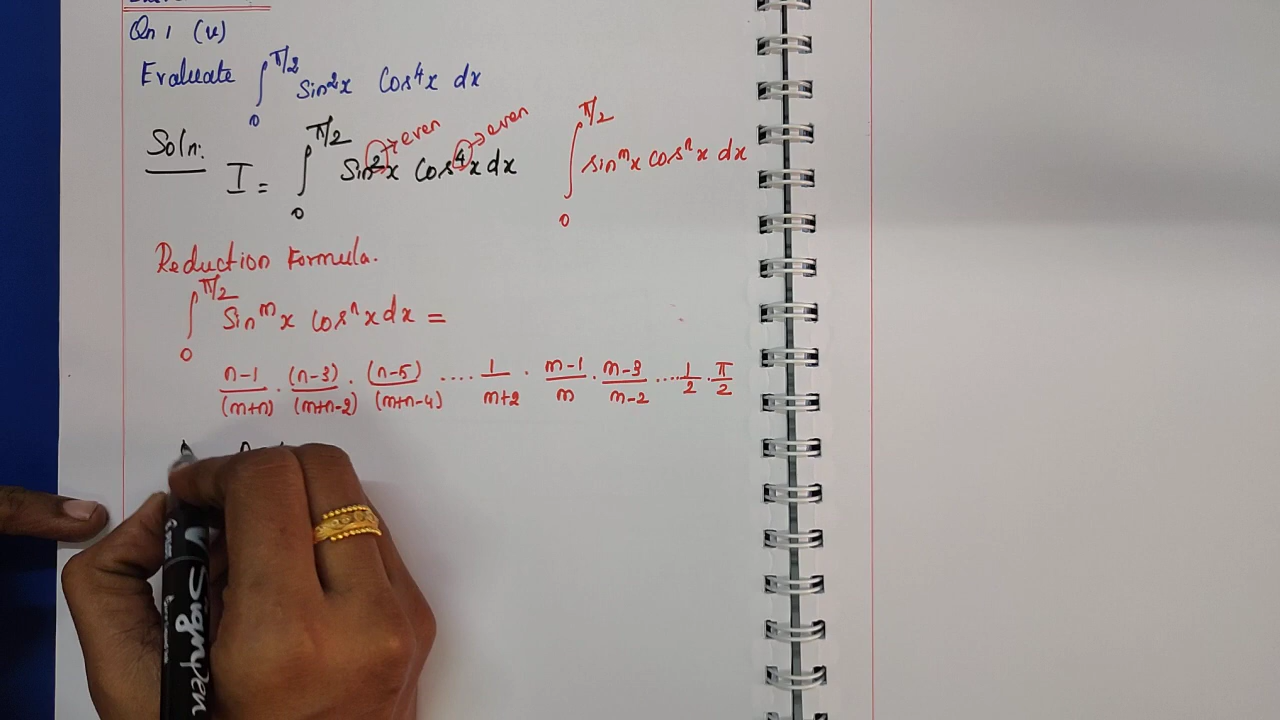 Qn 1 (v)
Evaluate ∫₀^π/2 Sin²x Cos⁴x dx
Soln: I = ∫₀^π/2 Sin²x Cos⁴x dx → even → even ∫₀^π/2 sinᵐx cosⁿx dx
Reduction Formula.
∫₀^π/2 Sinᵐx cosⁿx dx =
n-1/(m+n) · (n-3)/(m+n-2) · (n-5)/(m+n-4) .... 1/m+2 · m-1/m · m-3/m-2 .... 1/2 · π/2